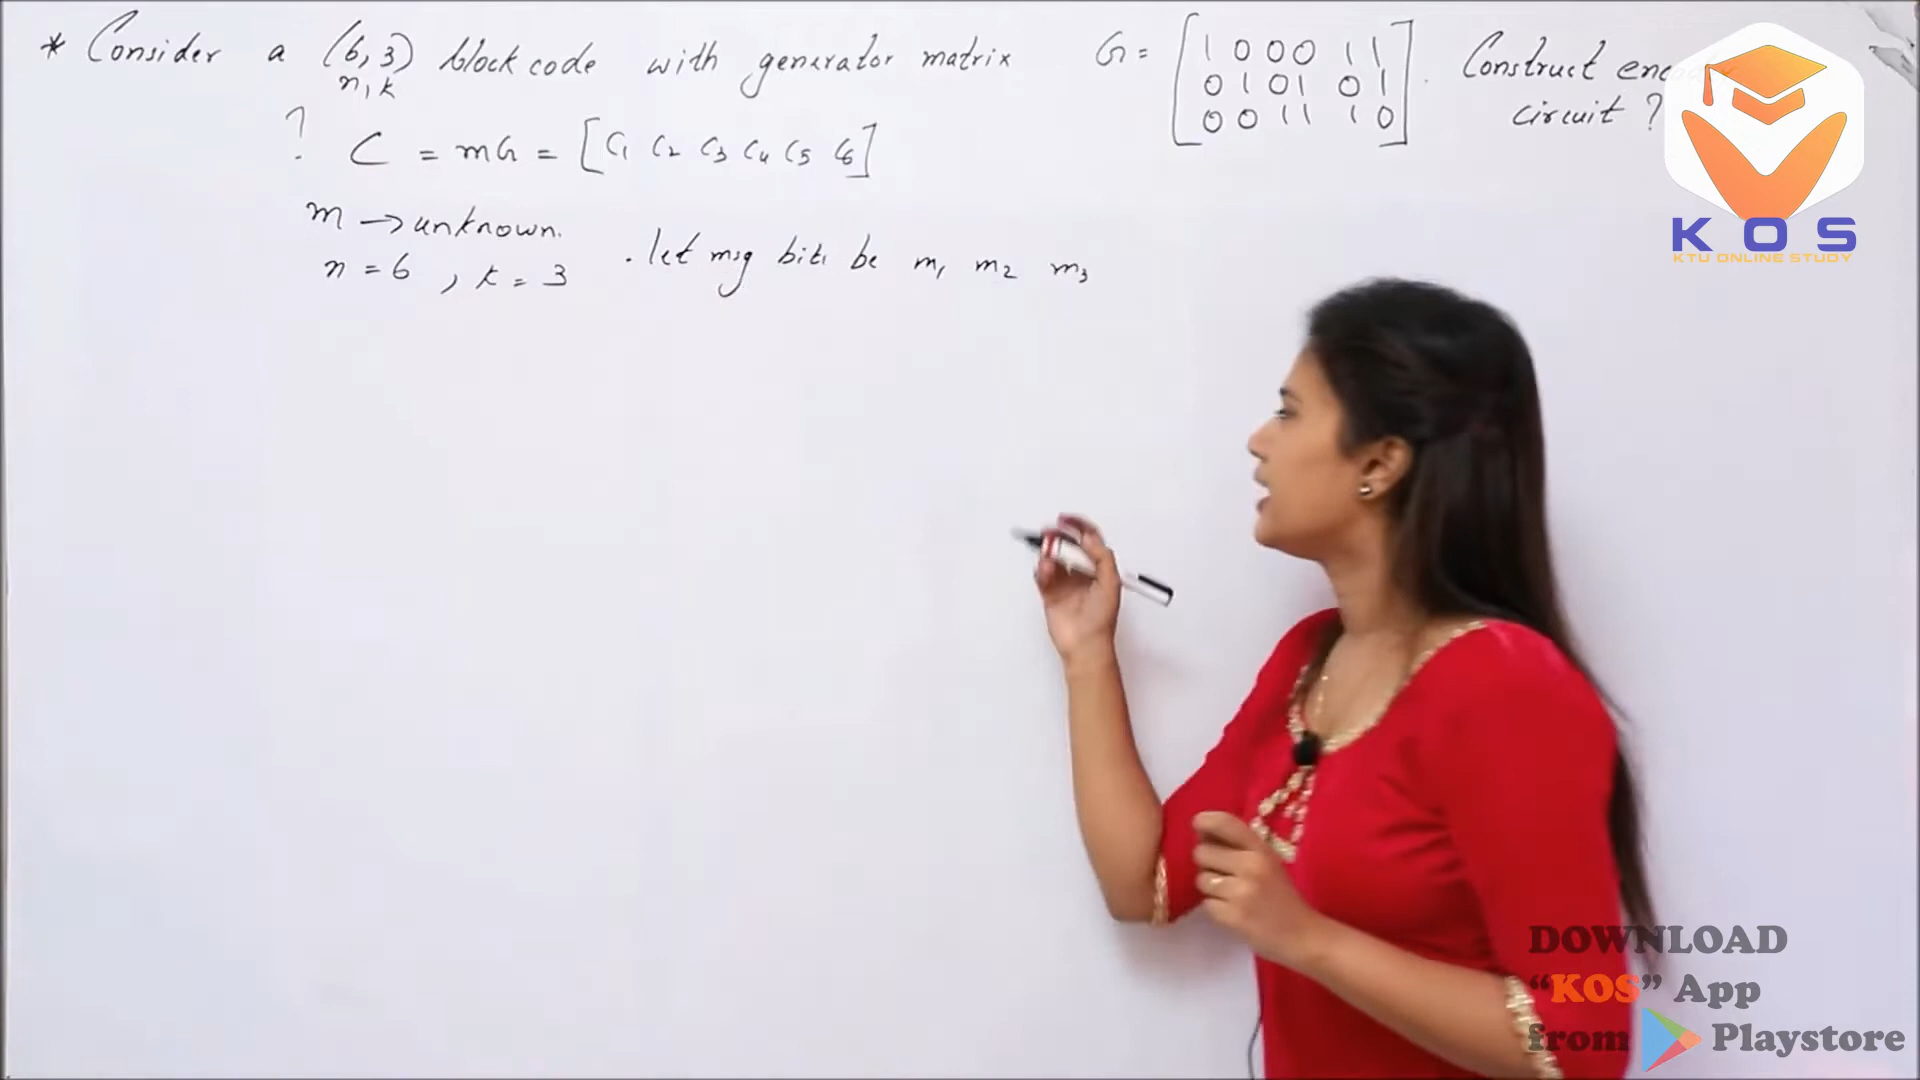 * Consider a (6,3) block code with generator matrix G = [1 0 0 0 1 1
n, k
0 1 0 1 0 1
0 0 1 1 1 0]. Construct encoder
circuit ?
? C = mG = [C1 C2 C3 C4 C5 C6]
m → unknown.
n = 6 , k = 3
. let msg bits be m1 m2 m3
KOS
KTU ONLINE STUDY
DOWNLOAD
“KOS” App
from Playstore